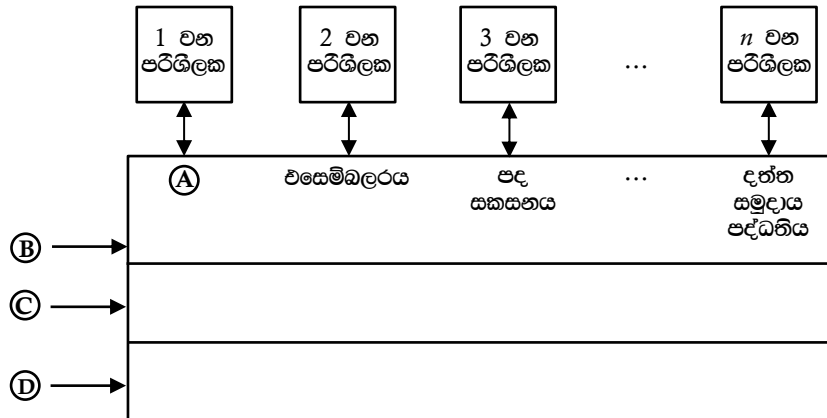 1 වන
පරිශීලක
2 වන
පරිශීලක
3 වන
පරිශීලක
...
n වන
පරිශීලක
A
එසෙම්බලරය
පද
සකසනය
...
දත්ත
සමුදාය
පද්ධතිය
B
C
D